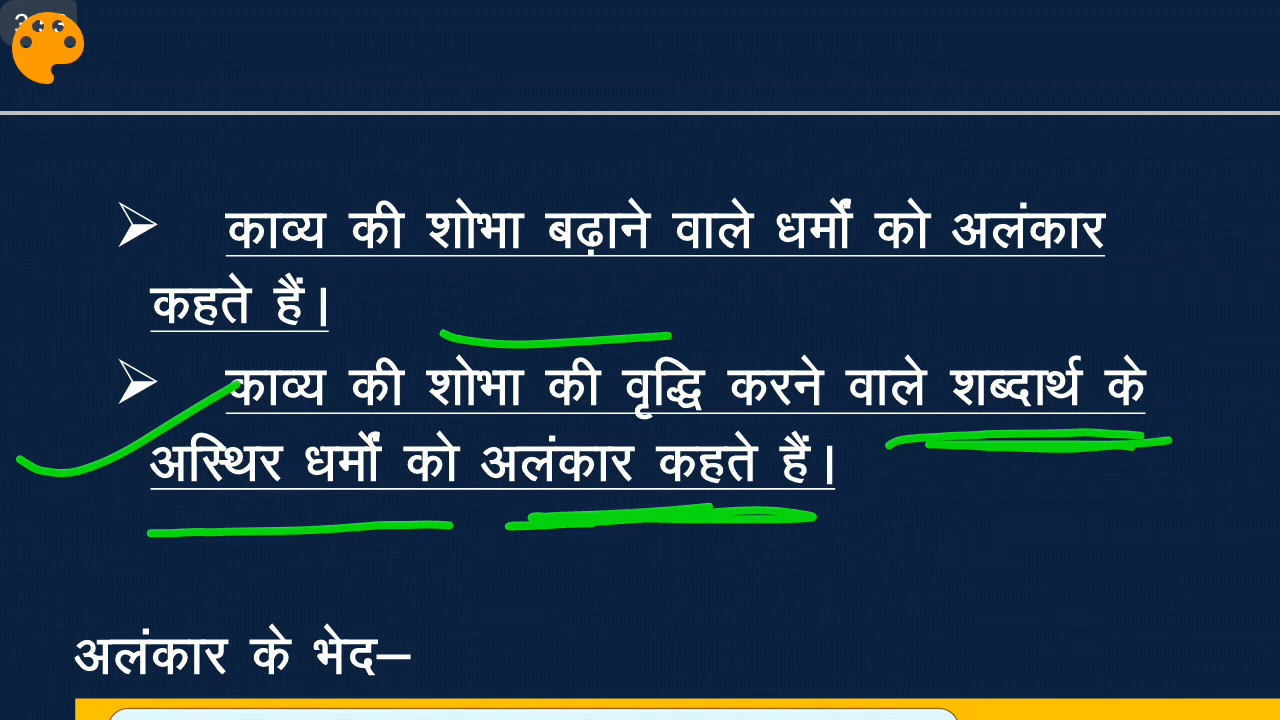 काव्य की शोभा बढ़ाने वाले धर्मों को अलंकार
कहते हैं।
काव्य की शोभा की वृद्धि करने वाले शब्दार्थ के
अस्थिर धर्मों को अलंकार कहते हैं।
अलंकार के भेद–